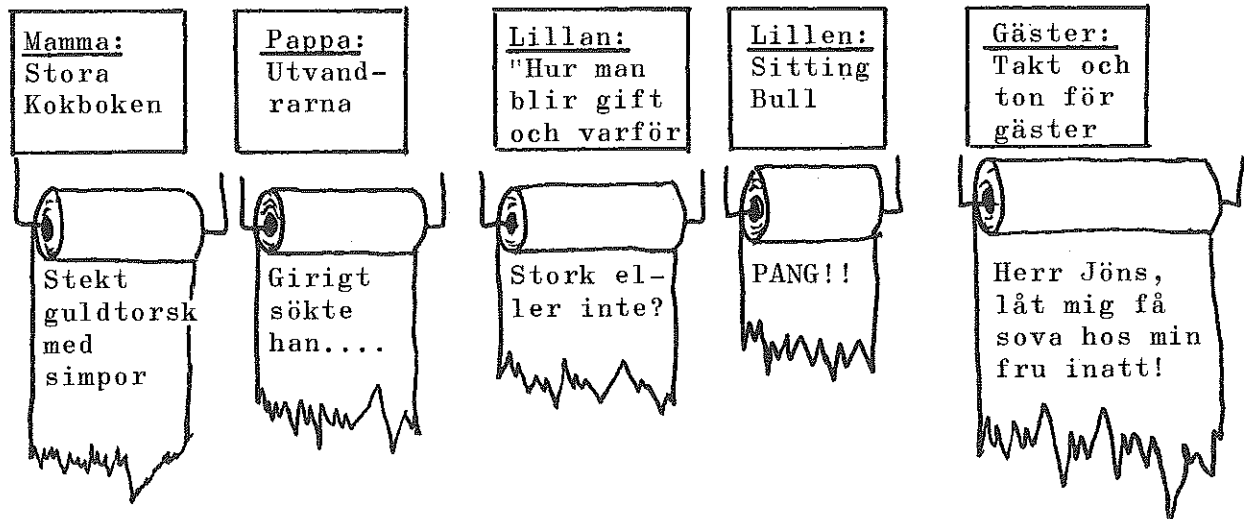 Mamma:
Stora
Kokboken
Pappa:
Utvand-
rarna
Lillan:
"Hur man
blir gift
och varför
Lillen:
Sitting
Bull
Gäster:
Takt och
ton för
gäster
Stekt
guldtorsk
med
simpor
Girigt
sökte
han....
Stork el-
ler inte?
PANG!!
Herr Jöns,
låt mig få
sova hos min
fru inatt!